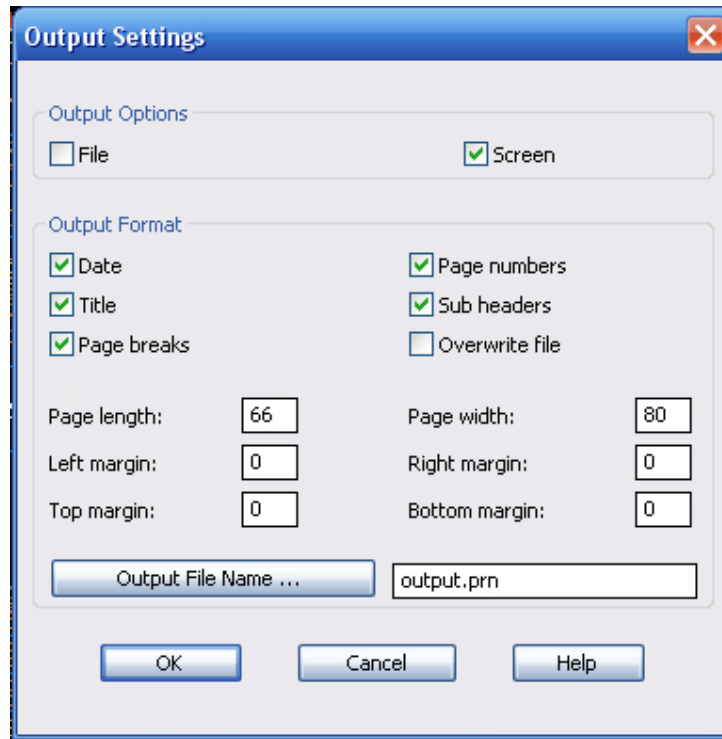 Output Settings
Output Options
File Screen
Output Format
Date Page numbers
Title Sub headers
Page breaks Overwrite file
Page length: 66 Page width: 80
Left margin: 0 Right margin: 0
Top margin: 0 Bottom margin: 0
Output File Name ... output.prn
OK Cancel Help